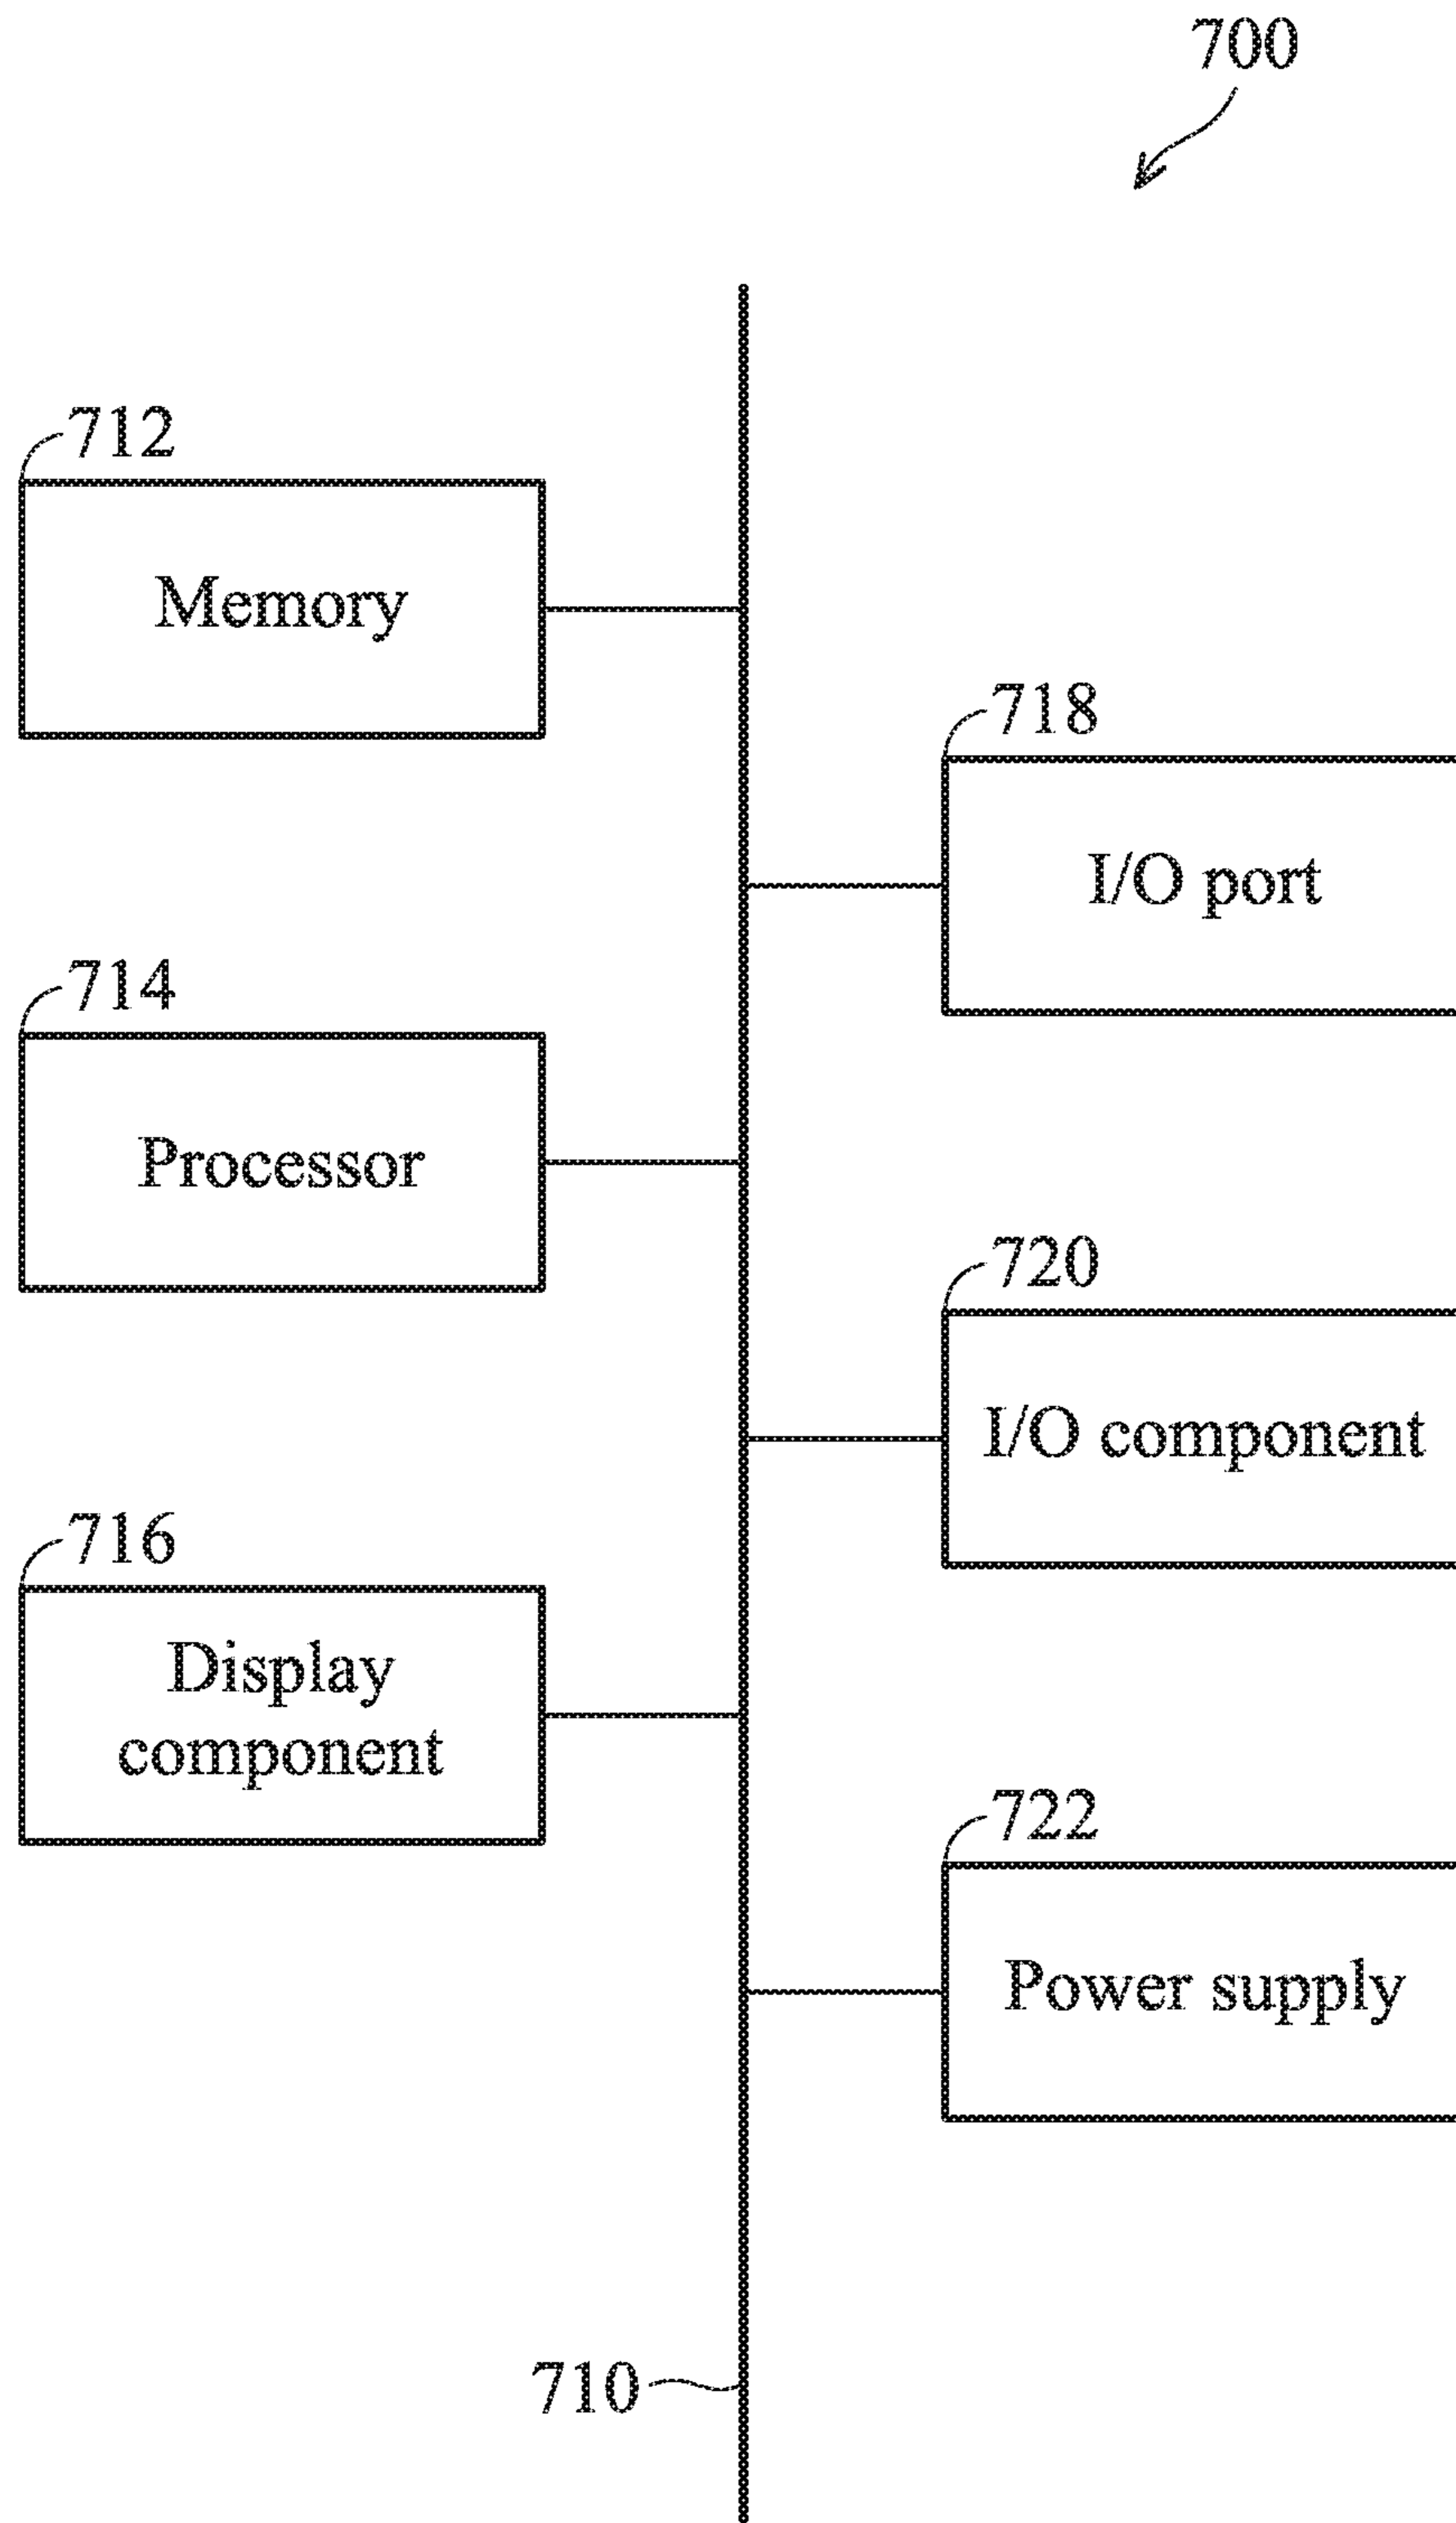 700
712
Memory
718
I/O port
714
Processor
720
I/O component
716
Display
component
722
Power supply
710